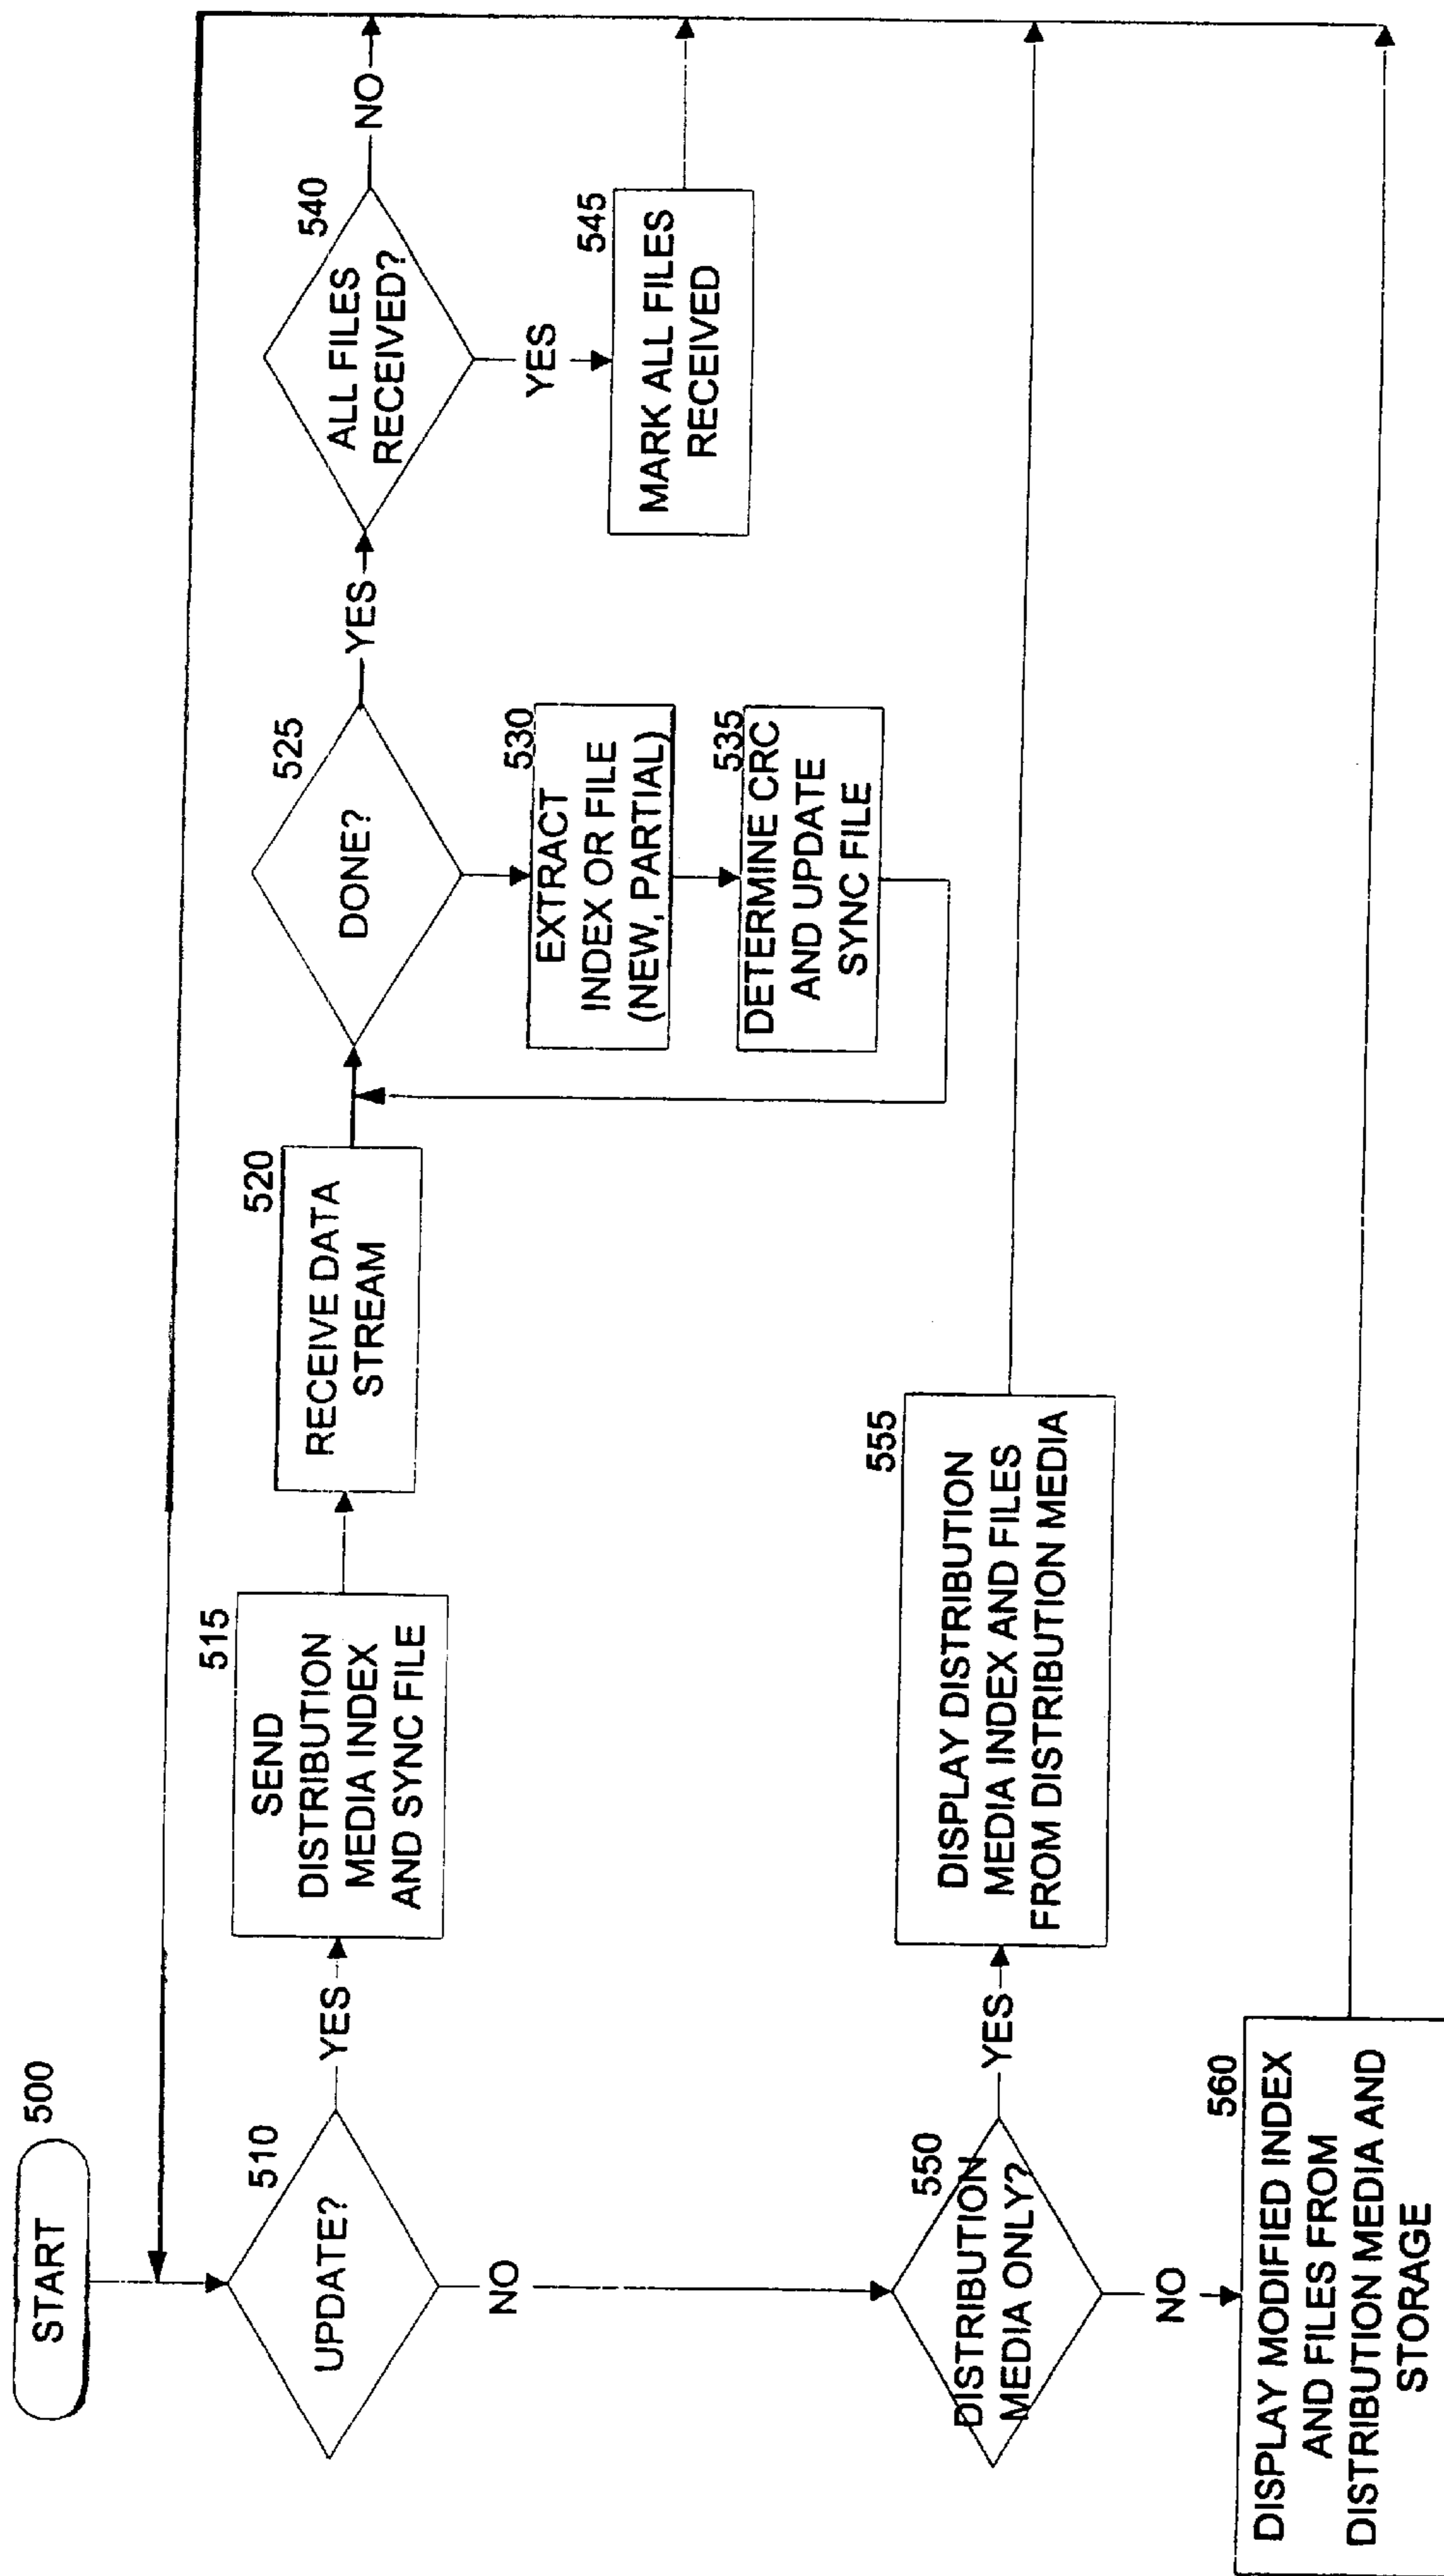 START
500
UPDATE?
510
YES
SEND
DISTRIBUTION
MEDIA INDEX
AND SYNC FILE
515
RECEIVE DATA
STREAM
520
DONE?
525
YES
ALL FILES
RECEIVED?
540
NO
EXTRACT
INDEX OR FILE
(NEW, PARTIAL)
530
DETERMINE CRC
AND UPDATE
SYNC FILE
535
YES
MARK ALL FILES
RECEIVED
545
NO
DISTRIBUTION
MEDIA ONLY?
550
YES
DISPLAY DISTRIBUTION
MEDIA INDEX AND FILES
FROM DISTRIBUTION MEDIA
555
NO
DISPLAY MODIFIED INDEX
AND FILES FROM
DISTRIBUTION MEDIA AND
STORAGE
560